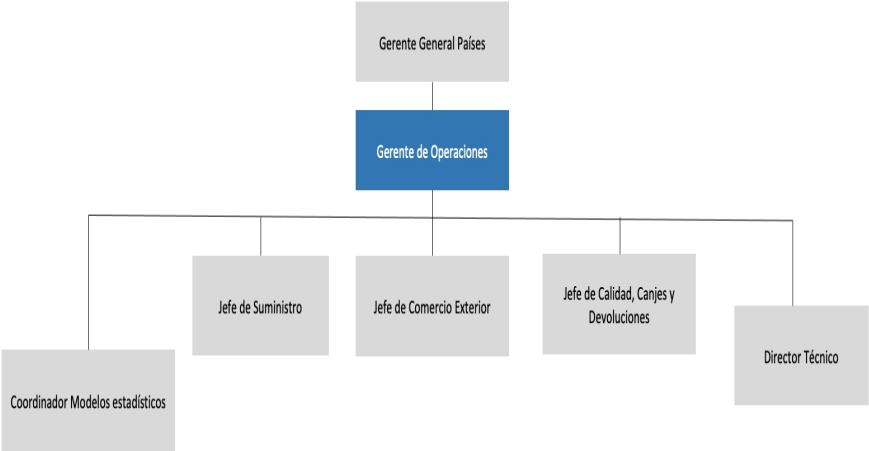 Gerente General Países
Gerente de Operaciones
Jefe de Suministro
Jefe de Comercio Exterior
Jefe de Calidad, Canjes y
Devoluciones
Director Técnico
Coordinador Modelos estadísticos